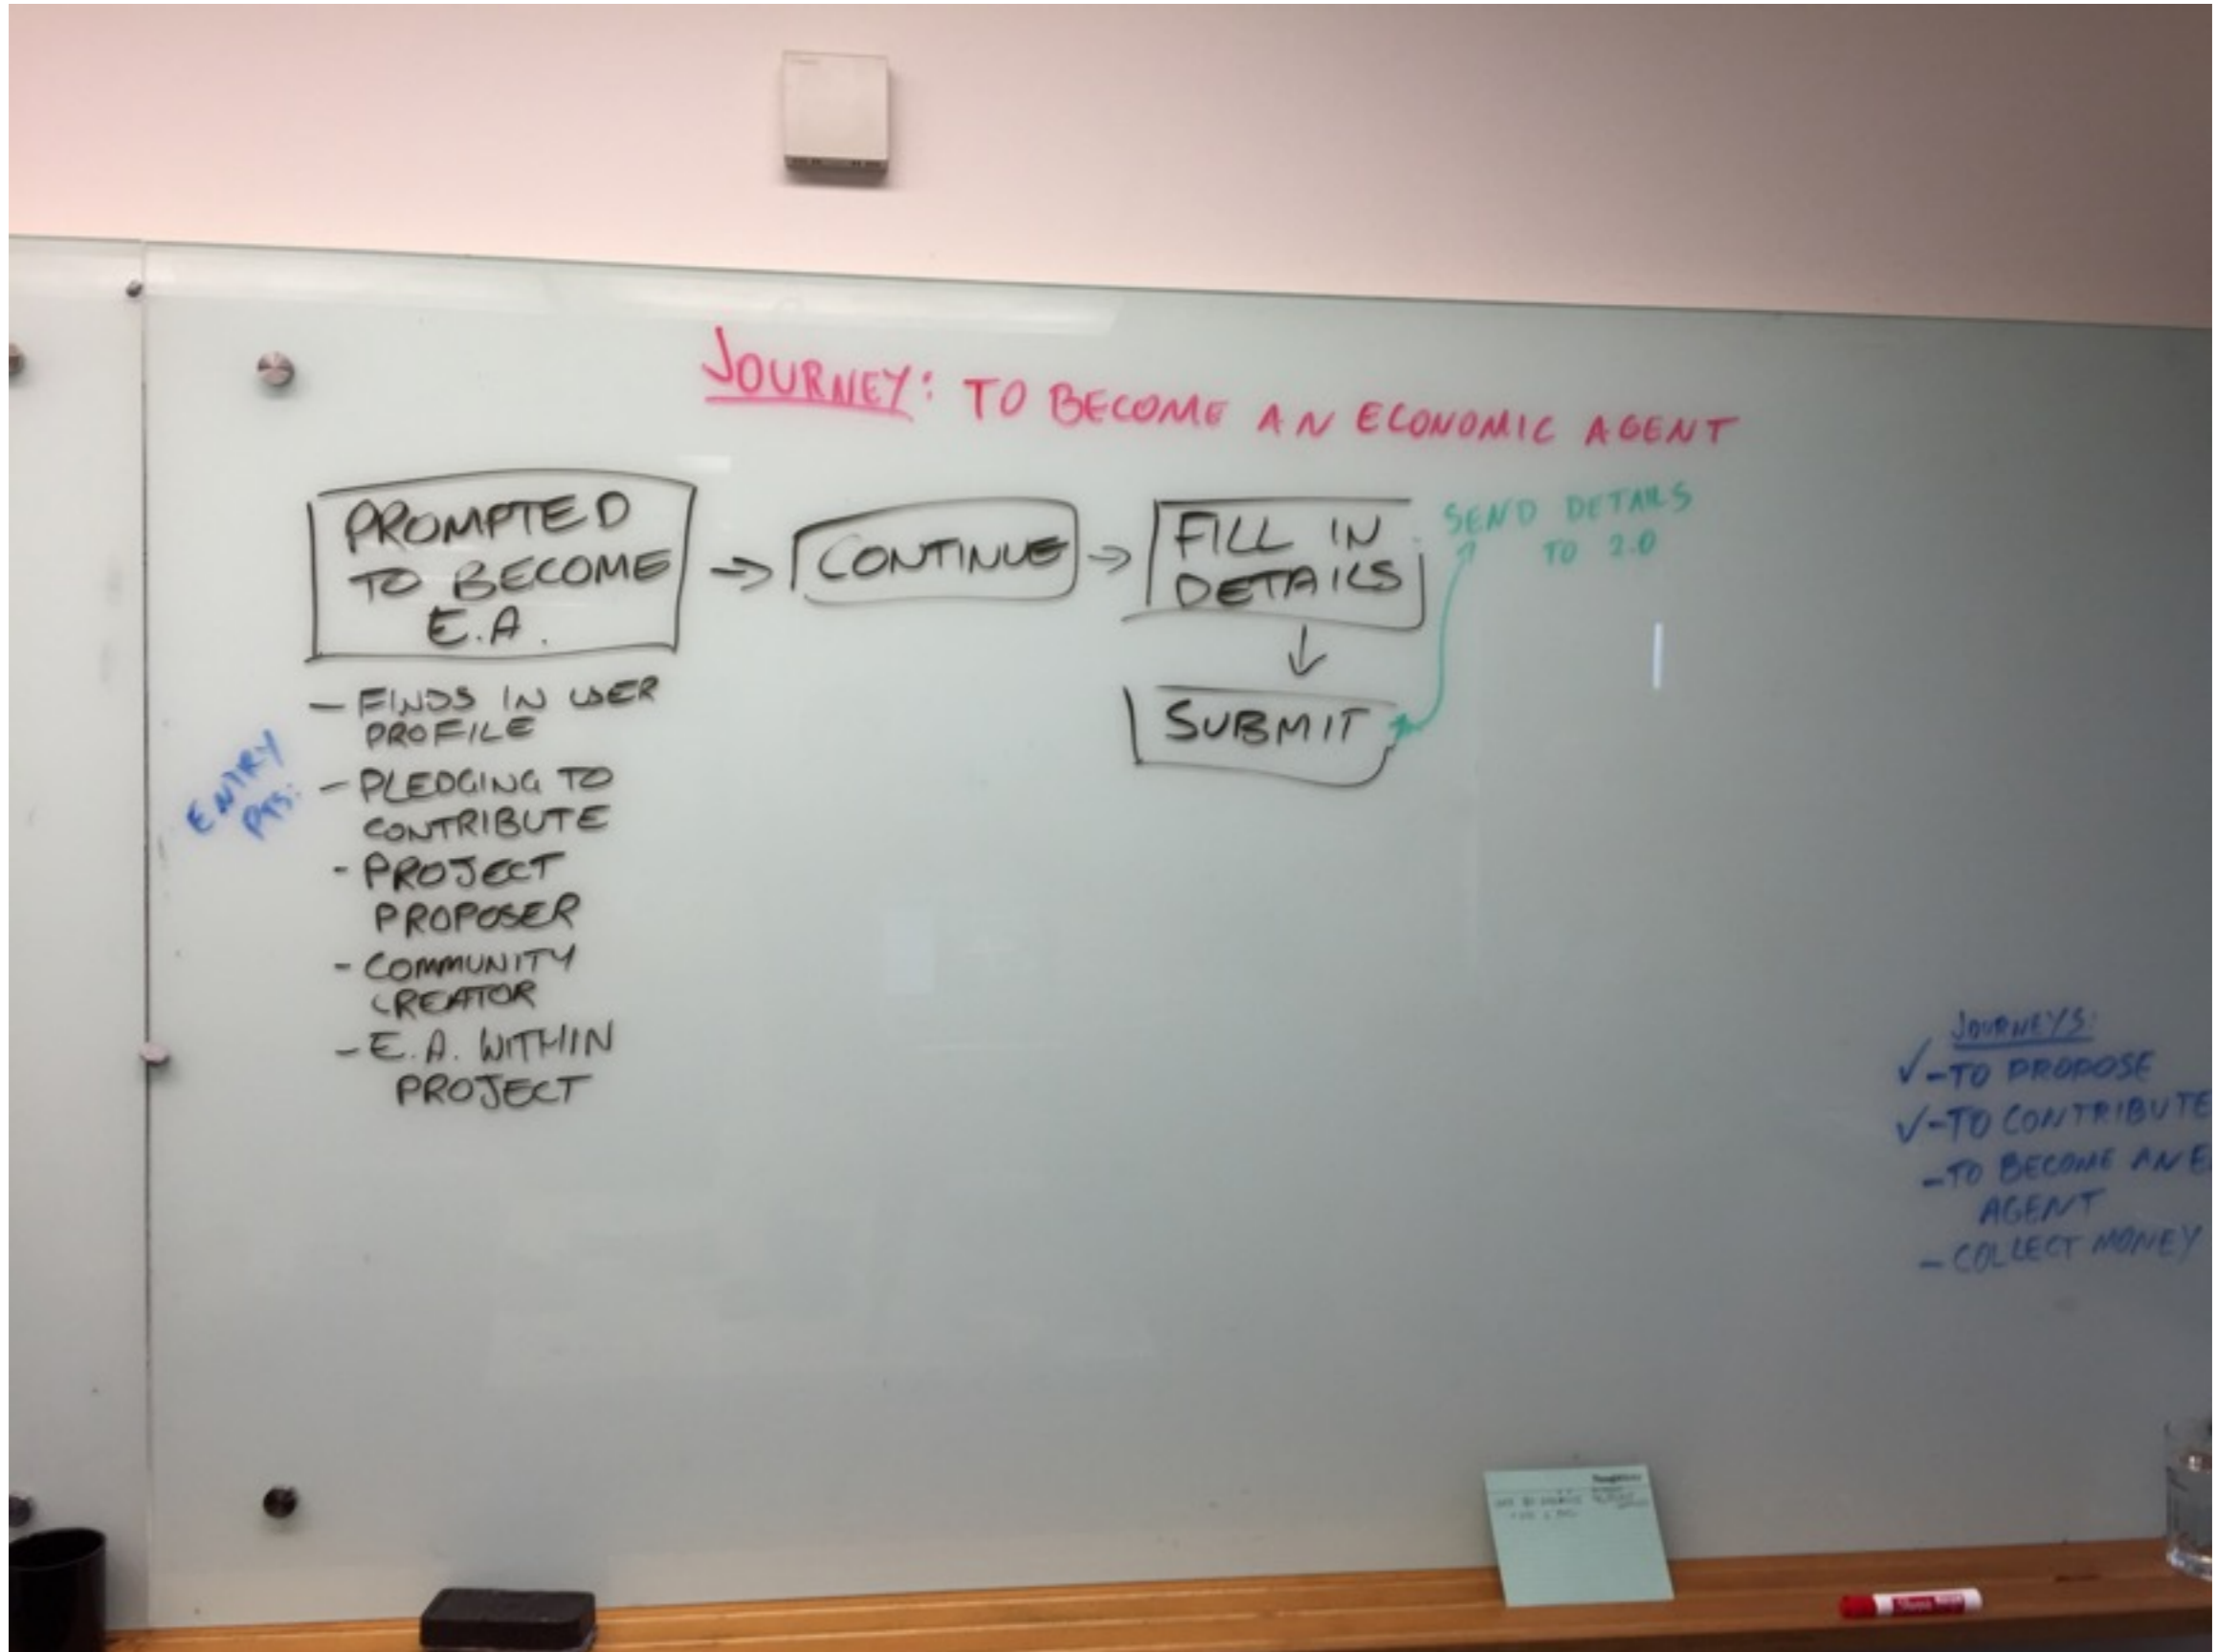 JOURNEY: TO BECOME AN ECONOMIC AGENT
PROMPTED
TO BECOME
E.A.
CONTINUE
FILL IN
DETAILS
SEND DETAILS
TO 2.0
SUBMIT
ENTRY
PTS:
- FINDS IN USER
PROFILE
- PLEDGING TO
CONTRIBUTE
- PROJECT
PROPOSER
- COMMUNITY
CREATOR
- E.A. WITHIN
PROJECT
JOURNEYS:
✓ - TO PROPOSE
✓ - TO CONTRIBUTE
- TO BECOME AN E
AGENT
- COLLECT MONEY